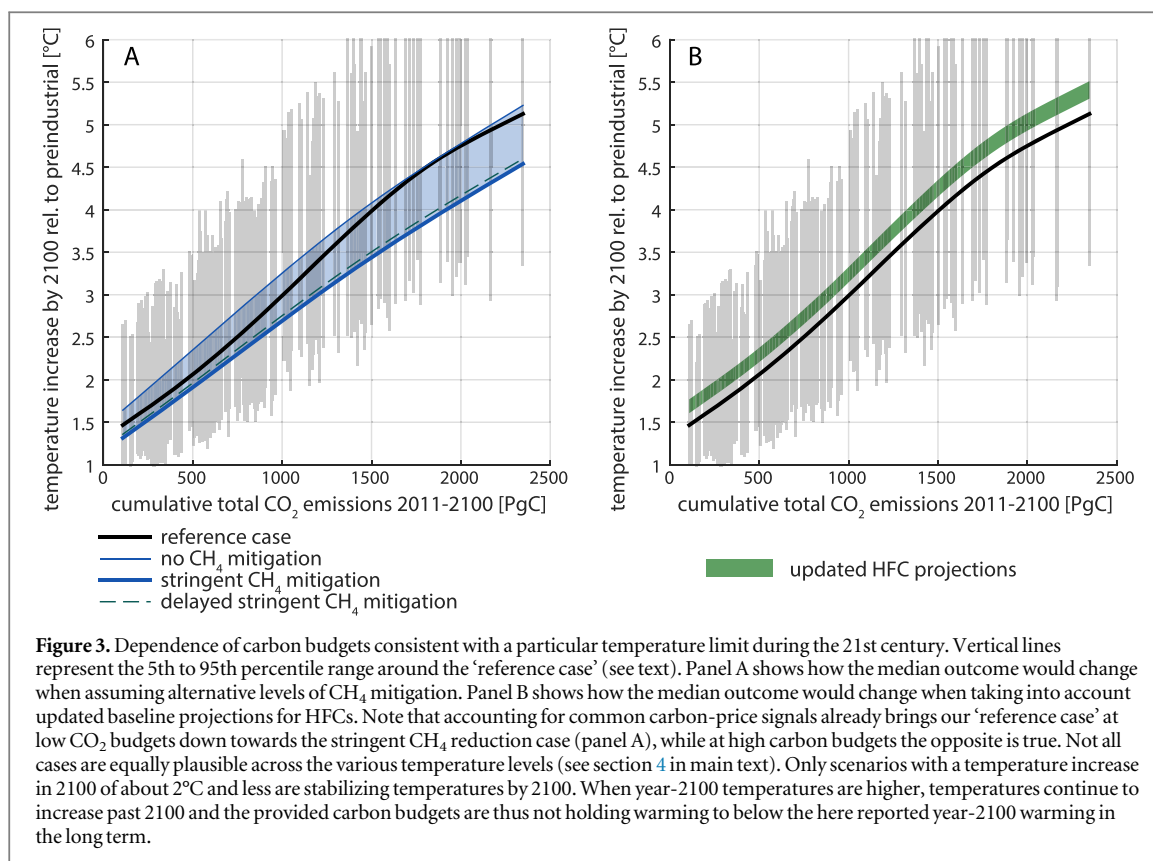 temperature increase by 2100 rel. to preindustrial [°C]
6
5.5
5
4.5
4
3.5
3
2.5
2
1.5
1
A
0
500
1000
1500
2000
2500
cumulative total CO₂ emissions 2011-2100 [PgC]
reference case
no CH₄ mitigation
stringent CH₄ mitigation
delayed stringent CH₄ mitigation
temperature increase by 2100 rel. to preindustrial [°C]
6
5.5
5
4.5
4
3.5
3
2.5
2
1.5
1
B
0
500
1000
1500
2000
2500
cumulative total CO₂ emissions 2011-2100 [PgC]
updated HFC projections
Figure 3. Dependence of carbon budgets consistent with a particular temperature limit during the 21st century. Vertical lines
represent the 5th to 95th percentile range around the ‘reference case’ (see text). Panel A shows how the median outcome would change
when assuming alternative levels of CH₄ mitigation. Panel B shows how the median outcome would change when taking into account
updated baseline projections for HFCs. Note that accounting for common carbon-price signals already brings our ‘reference case’ at
low CO₂ budgets down towards the stringent CH₄ reduction case (panel A), while at high carbon budgets the opposite is true. Not all
cases are equally plausible across the various temperature levels (see section 4 in main text). Only scenarios with a temperature increase
in 2100 of about 2°C and less are stabilizing temperatures by 2100. When year-2100 temperatures are higher, temperatures continue to
increase past 2100 and the provided carbon budgets are thus not holding warming to below the here reported year-2100 warming in
the long term.